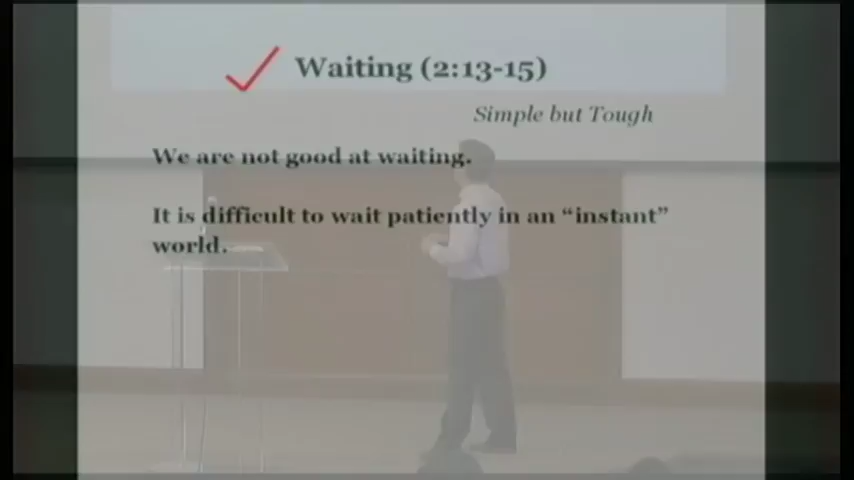 Waiting (2:13-15)
Simple but Tough
We are not good at waiting.
It is difficult to wait patiently in an “instant”
world.